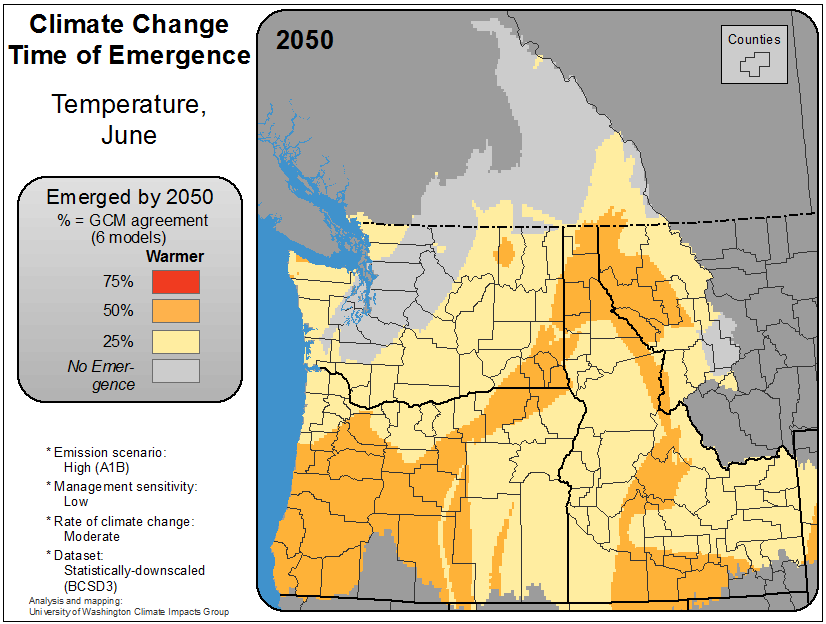 Climate Change
Time of Emergence
Temperature,
June
Emerged by 2050
% = GCM agreement
(6 models)
Warmer
75%
50%
25%
No Emer-
gence
* Emission scenario:
High (A1B)
* Management sensitivity:
Low
* Rate of climate change:
Moderate
* Dataset:
Statistically-downscaled
(BCSD3)
Analysis and mapping:
University of Washington Climate Impacts Group
2050
Counties